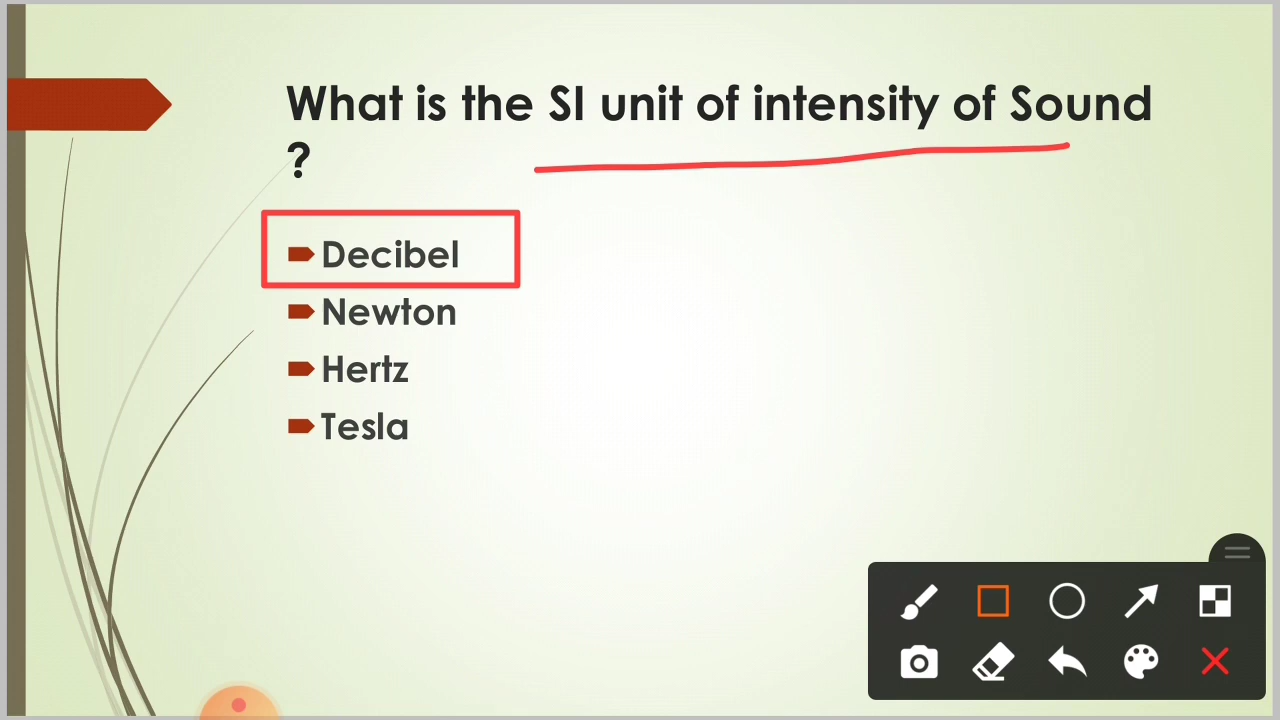 What is the SI unit of intensity of Sound
?
Decibel
Newton
Hertz
Tesla